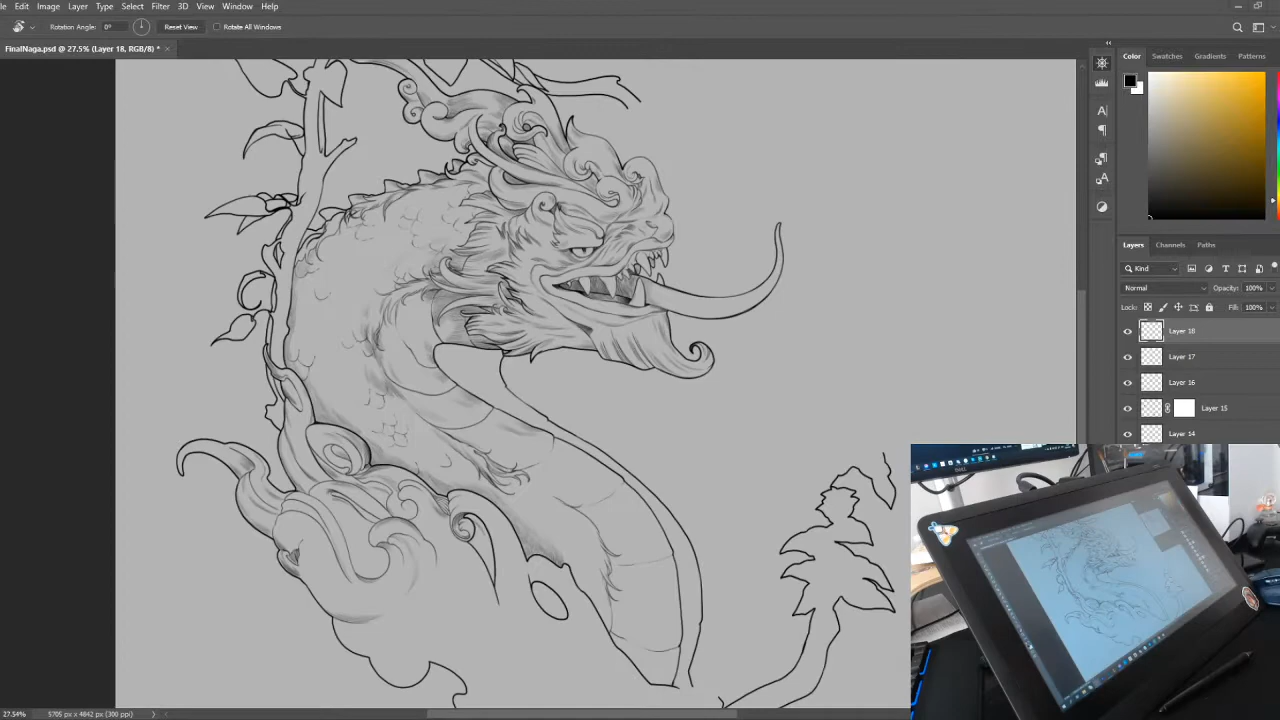 Edit Image Layer Type Select Filter 3D View Window Help
Rotation Angle: 0° Reset View Rotate All Windows
FinalNaga.psd @ 27.5% (Layer 18, RGB/8) *
Color Swatches Gradients Patterns
Layers Channels Paths
Kind
Normal Opacity: 100%
Lock: Fill: 100%
Layer 18
Layer 17
Layer 16
Layer 15
Layer 14
27.54% 5705 px x 4842 px (300 ppi)